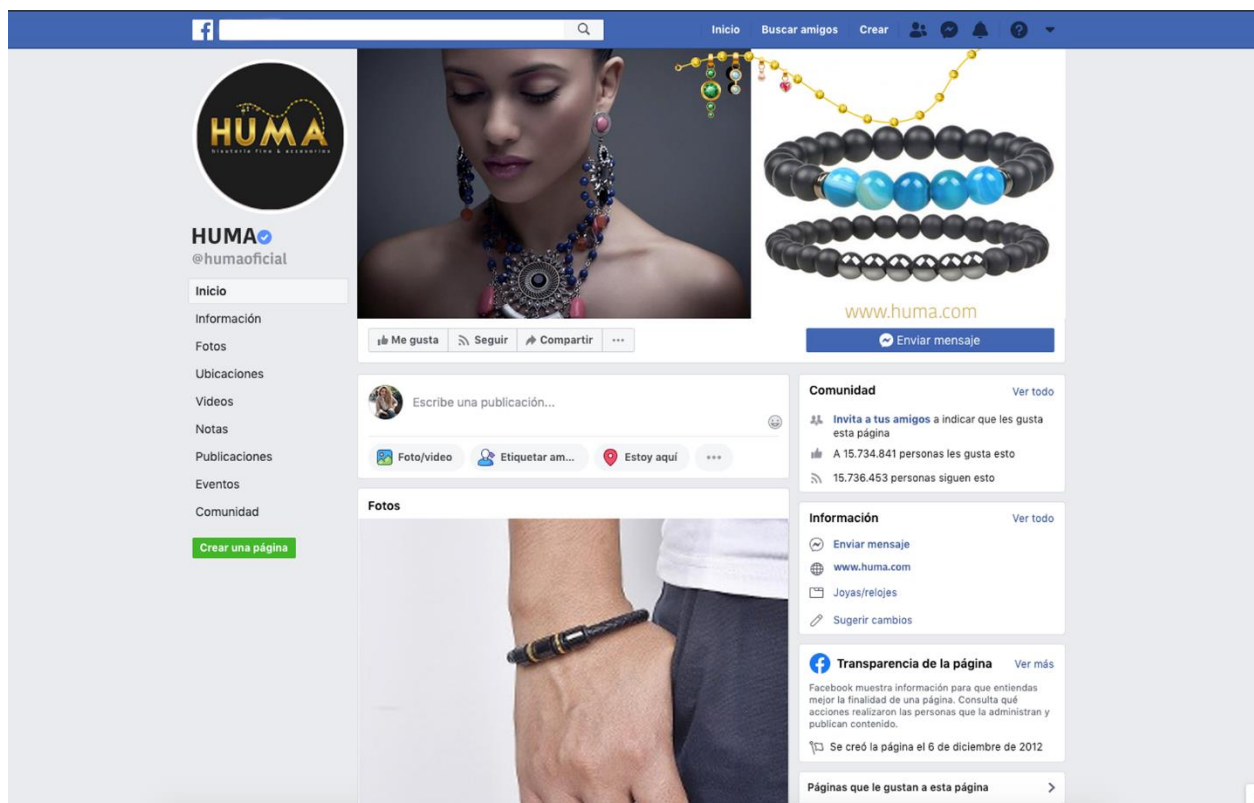 Inicio
Buscar amigos
Crear
HUMA
bisutería fina & accesorios
HUMA
@humaoficial
Inicio
Información
Fotos
Ubicaciones
Videos
Notas
Publicaciones
Eventos
Comunidad
Crear una página
www.huma.com
Me gusta
Seguir
Compartir
Enviar mensaje
Escribe una publicación...
Foto/video
Etiquetar am...
Estoy aquí
Fotos
Comunidad
Ver todo
Invita a tus amigos a indicar que les gusta
esta página
A 15.734.841 personas les gusta esto
15.736.453 personas siguen esto
Información
Ver todo
Enviar mensaje
www.huma.com
Joyas/relojes
Sugerir cambios
Transparencia de la página
Ver más
Facebook muestra información para que entiendas
mejor la finalidad de una página. Consulta qué
acciones realizaron las personas que la administran y
publican contenido.
Se creó la página el 6 de diciembre de 2012
Páginas que le gustan a esta página